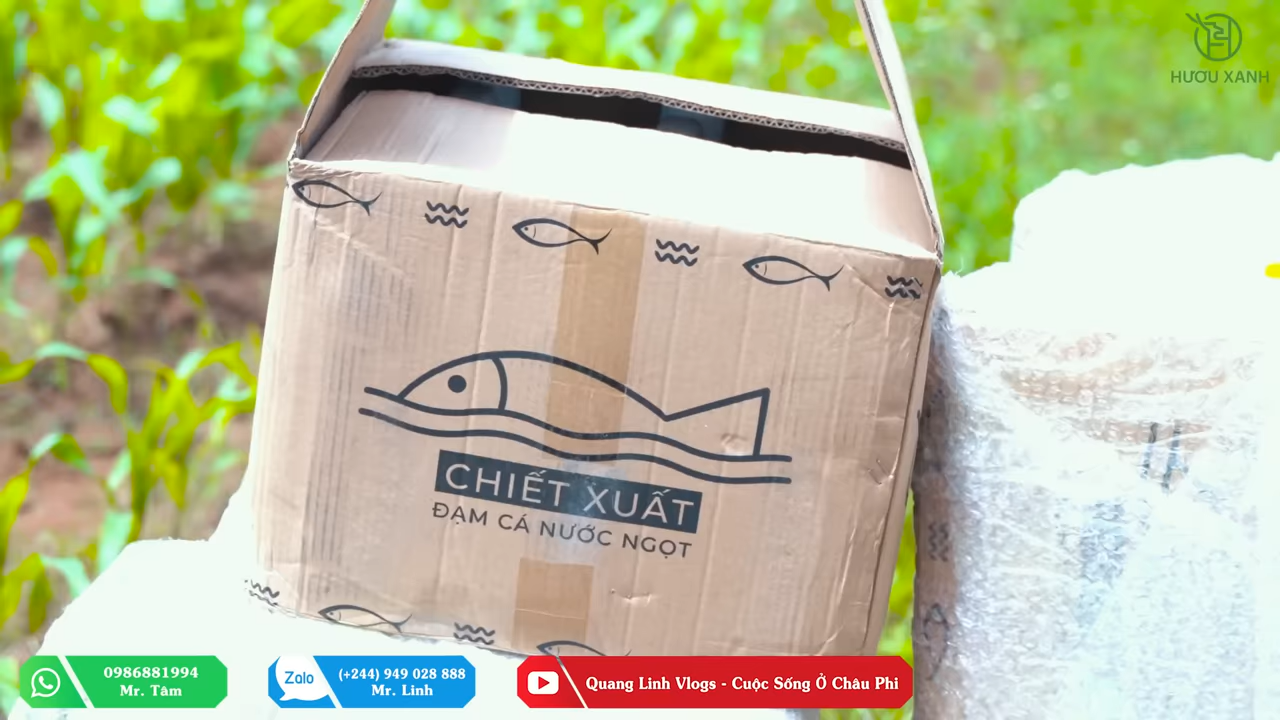 HƯƠU XANH
CHIẾT XUẤT
ĐẠM CÁ NƯỚC NGỌT
0986881994
Mr. Tâm
Zalo
(+244) 949 028 888
Mr. Linh
Quang Linh Vlogs - Cuộc Sống Ở Châu Phi